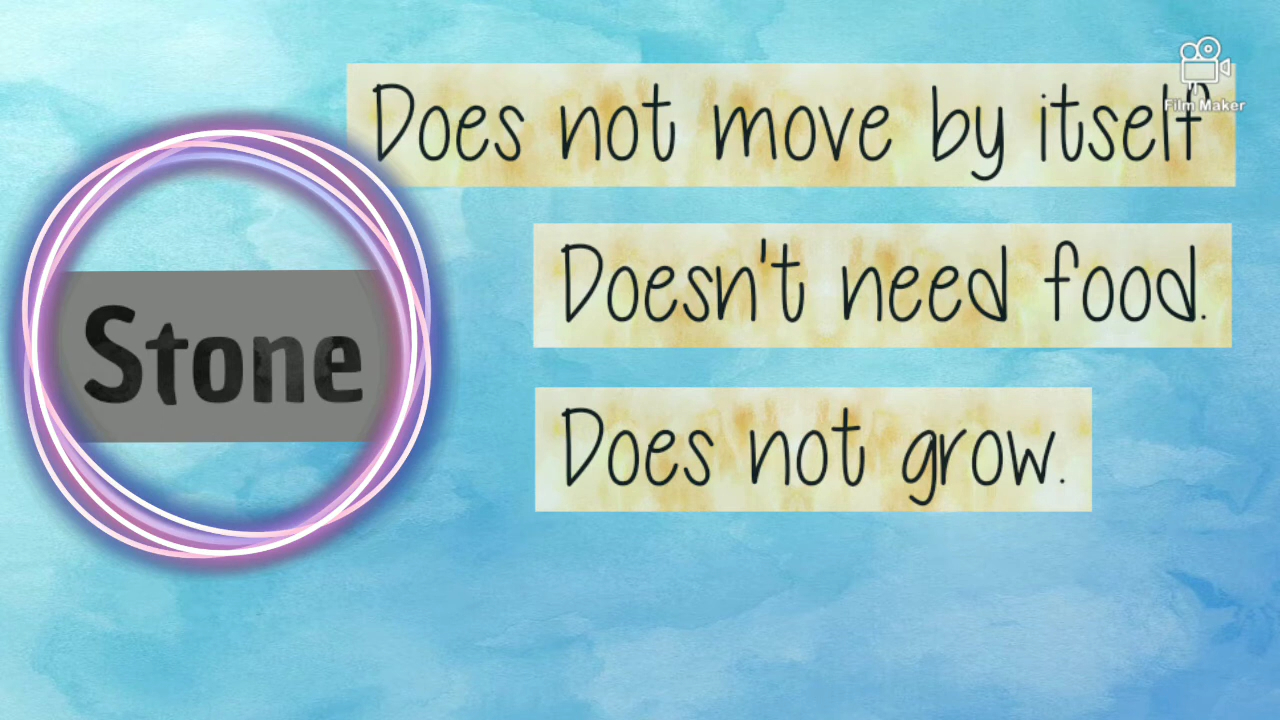 Film Maker
Does not move by itself
Doesn't need food.
Stone
Does not grow.